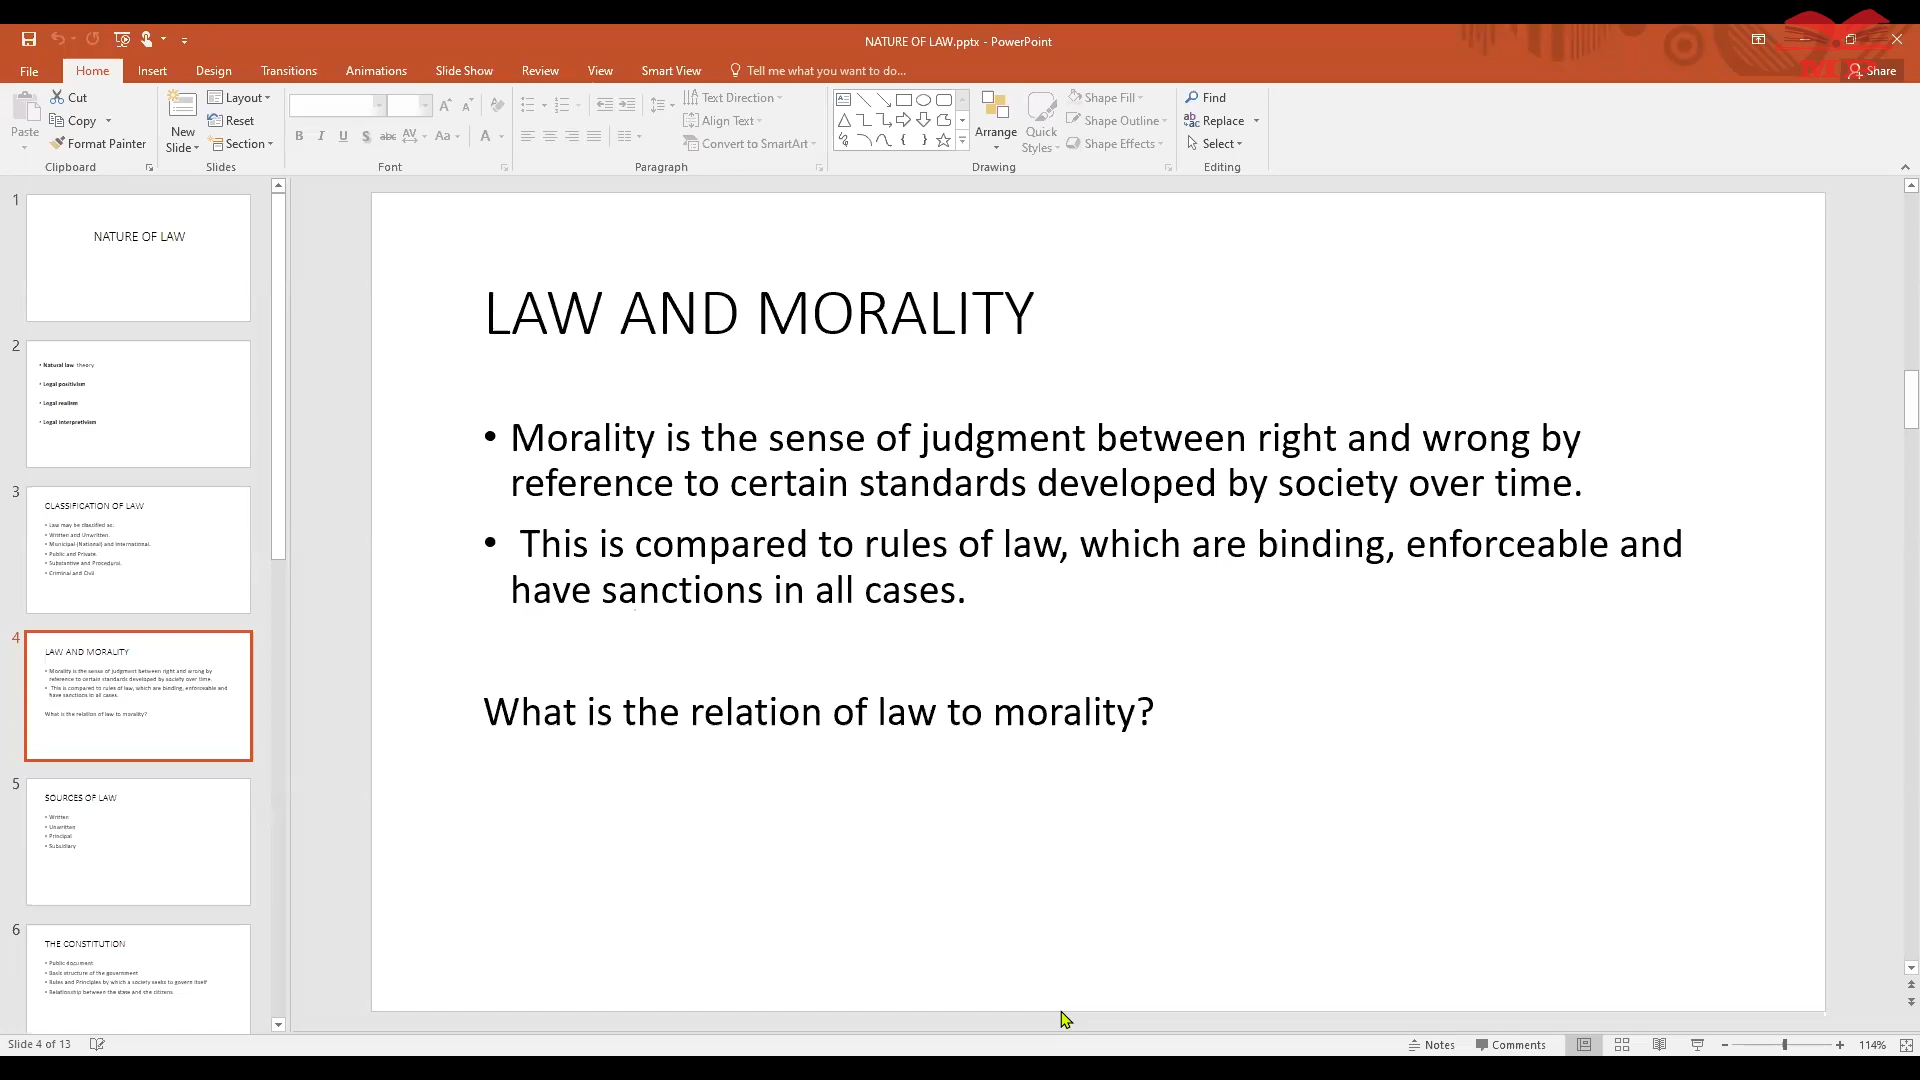 NATURE OF LAW.pptx - PowerPoint
File Home Insert Design Transitions Animations Slide Show Review View Smart View Tell me what you want to do... Share
Paste
Cut
Copy
Format Painter
Clipboard
New
Slide
Layout
Reset
Section
Slides
Font
Text Direction
Align Text
Convert to SmartArt
Paragraph
Arrange
Quick
Styles
Shape Fill
Shape Outline
Shape Effects
Drawing
Find
Replace
Select
Editing
1
NATURE OF LAW
2
• Natural law theory
• Legal positivism
• Legal realism
• Legal interpretivism
3
CLASSIFICATION OF LAW
• Law may be classified as:
• Written and Unwritten.
• Municipal (National) and International.
• Public and Private.
• Substantive and Procedural.
• Criminal and Civil
4
LAW AND MORALITY
• Morality is the sense of judgment between right and wrong by
reference to certain standards developed by society over time.
• This is compared to rules of law, which are binding, enforceable and
have sanctions in all cases.
What is the relation of law to morality?
5
SOURCES OF LAW
• Written
• Unwritten
• Principal
• Subsidiary
6
THE CONSTITUTION
• Public document
• Basic structure of the government
• Rules and Principles by which a society seeks to govern itself
• Relationship between the state and the citizens
LAW AND MORALITY
• Morality is the sense of judgment between right and wrong by
reference to certain standards developed by society over time.
• This is compared to rules of law, which are binding, enforceable and
have sanctions in all cases.
What is the relation of law to morality?
Slide 4 of 13
Notes Comments 114%